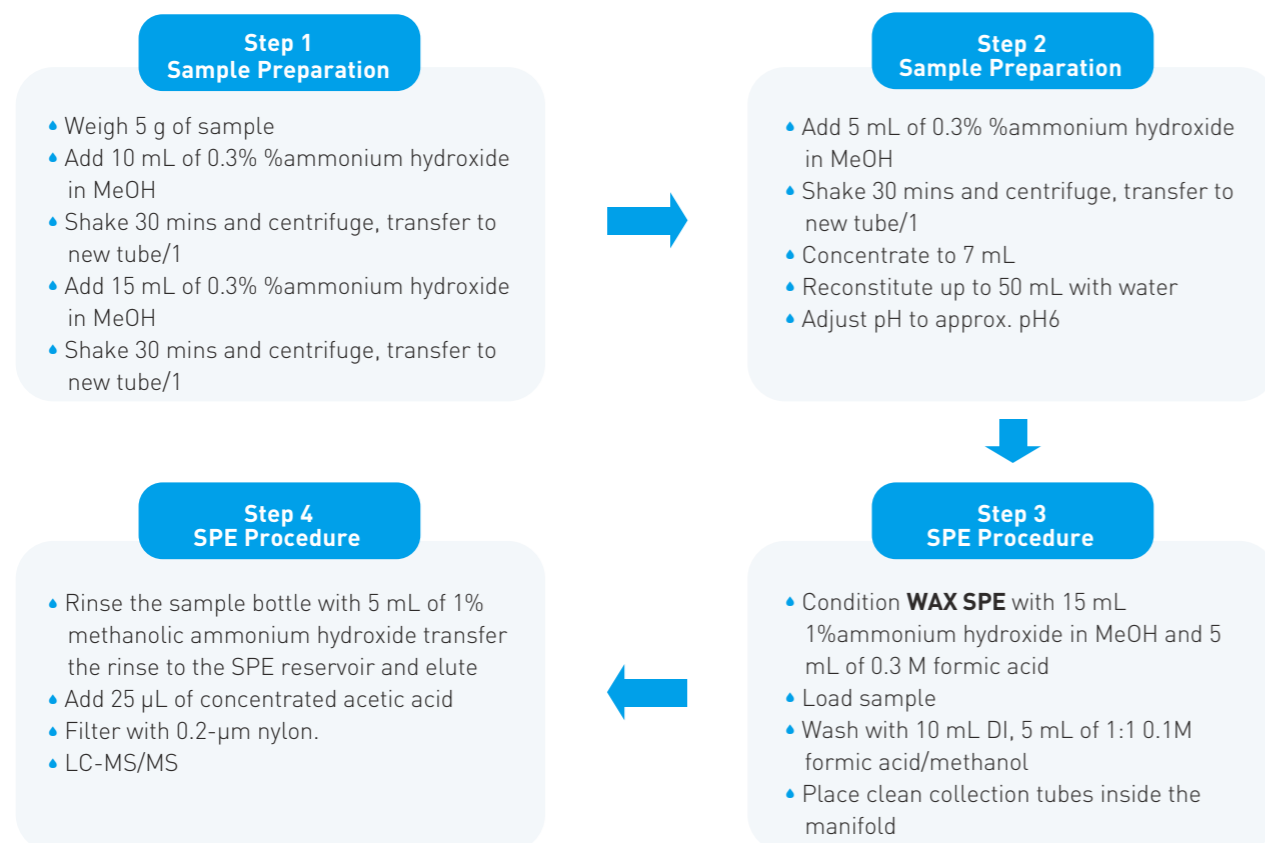 Step 1
Sample Preparation
Weigh 5 g of sample
Add 10 mL of 0.3% %ammonium hydroxide
in MeOH
Shake 30 mins and centrifuge, transfer to
new tube/1
Add 15 mL of 0.3% %ammonium hydroxide
in MeOH
Shake 30 mins and centrifuge, transfer to
new tube/1
Step 2
Sample Preparation
Add 5 mL of 0.3% %ammonium hydroxide
in MeOH
Shake 30 mins and centrifuge, transfer to
new tube/1
Concentrate to 7 mL
Reconstitute up to 50 mL with water
Adjust pH to approx. pH6
Step 3
SPE Procedure
Condition WAX SPE with 15 mL
1%ammonium hydroxide in MeOH and 5
mL of 0.3 M formic acid
Load sample
Wash with 10 mL DI, 5 mL of 1:1 0.1M
formic acid/methanol
Place clean collection tubes inside the
manifold
Step 4
SPE Procedure
Rinse the sample bottle with 5 mL of 1%
methanolic ammonium hydroxide transfer
the rinse to the SPE reservoir and elute
Add 25 µL of concentrated acetic acid
Filter with 0.2-µm nylon.
LC-MS/MS